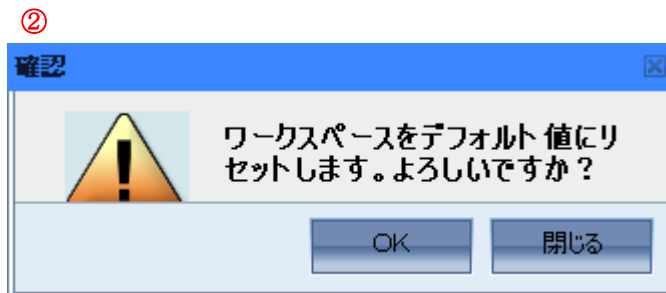 ②
確認
ワークスペースをデフォルト値にリ
セットします。よろしいですか？
OK
閉じる